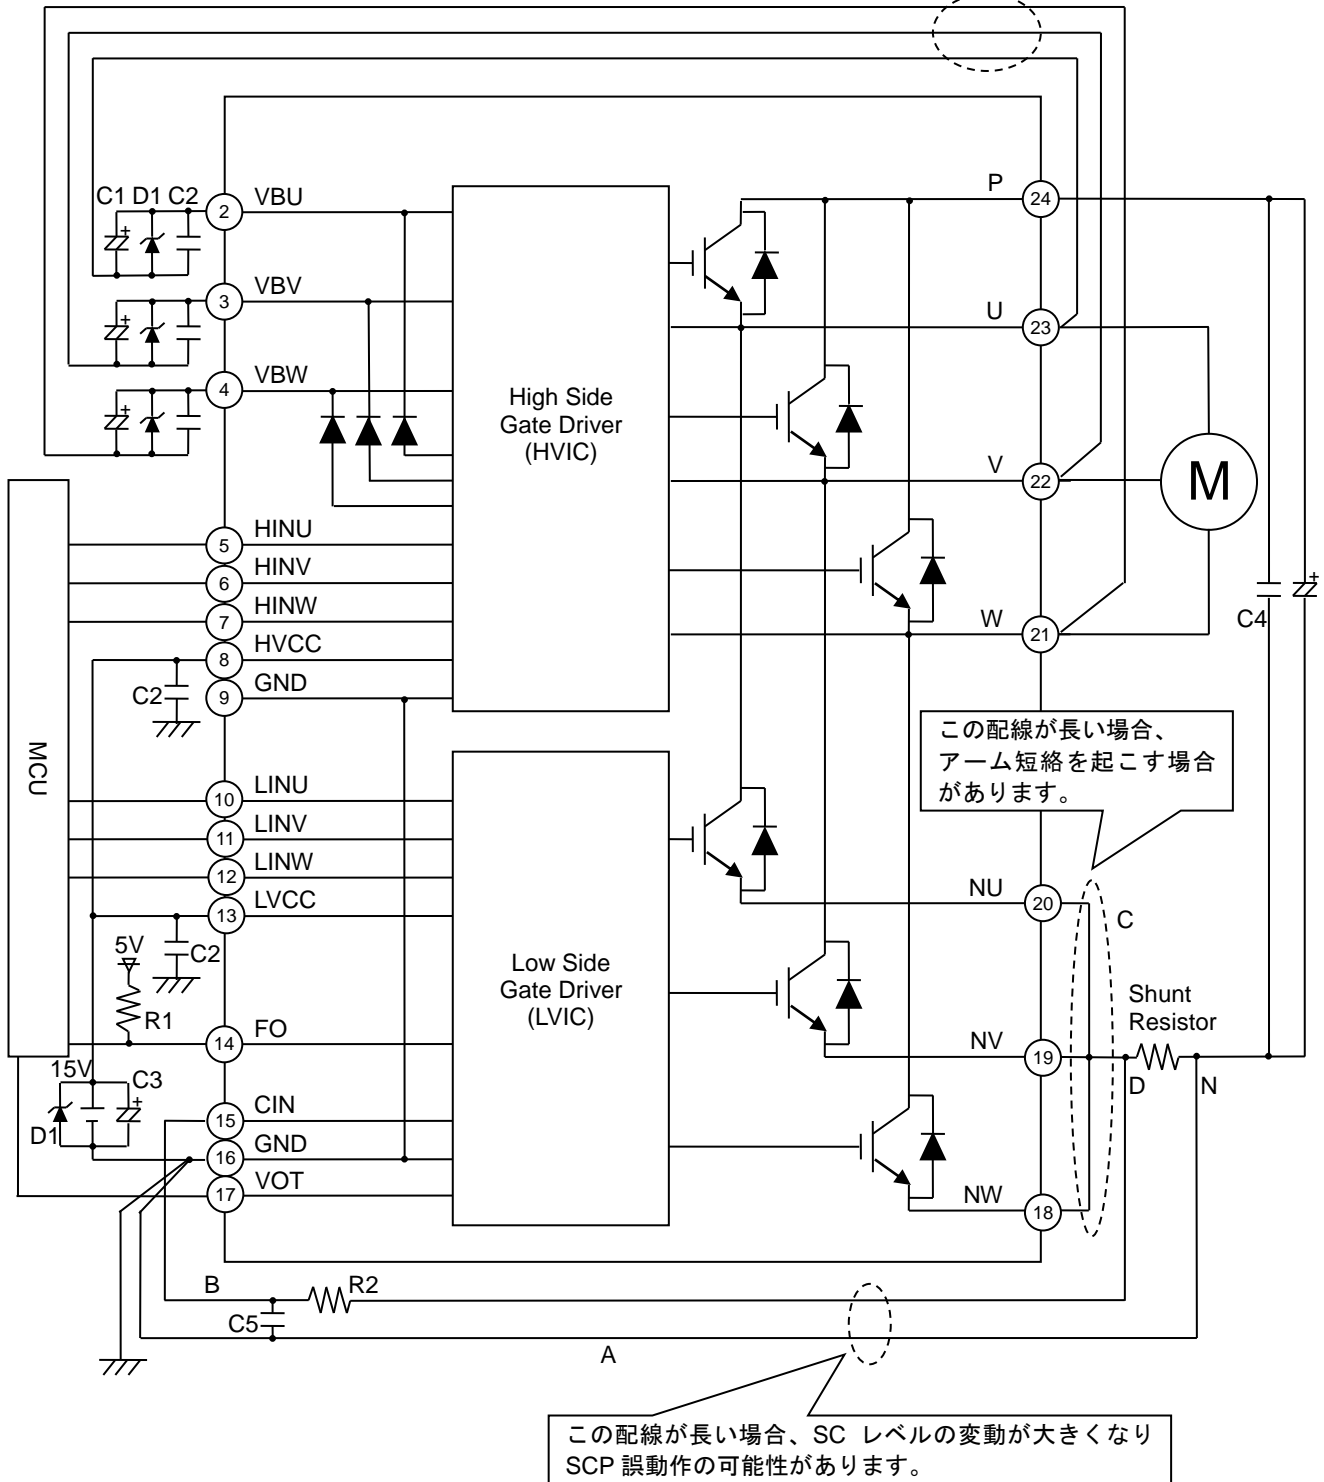 C1 D1 C2
2
VBU
3
VBV
4
VBW
P
24
U
23
High Side
Gate Driver
(HVIC)
V
22
M
5
HINU
6
HINV
7
HINW
8
HVCC
9
GND
C2
W
21
C4
+
+
+
+
MCU
この配線が長い場合、
アーム短絡を起こす場合
があります。
10
LINU
11
LINV
12
LINW
13
LVCC
5V
C2
R1
14
FO
Low Side
Gate Driver
(LVIC)
NU
20
C
Shunt
Resistor
NV
19
D
N
15V
C3
+
D1
15
CIN
16
GND
17
VOT
NW
18
B
R2
C5
A
この配線が長い場合、SC レベルの変動が大きくなり
SCP 誤動作の可能性があります。